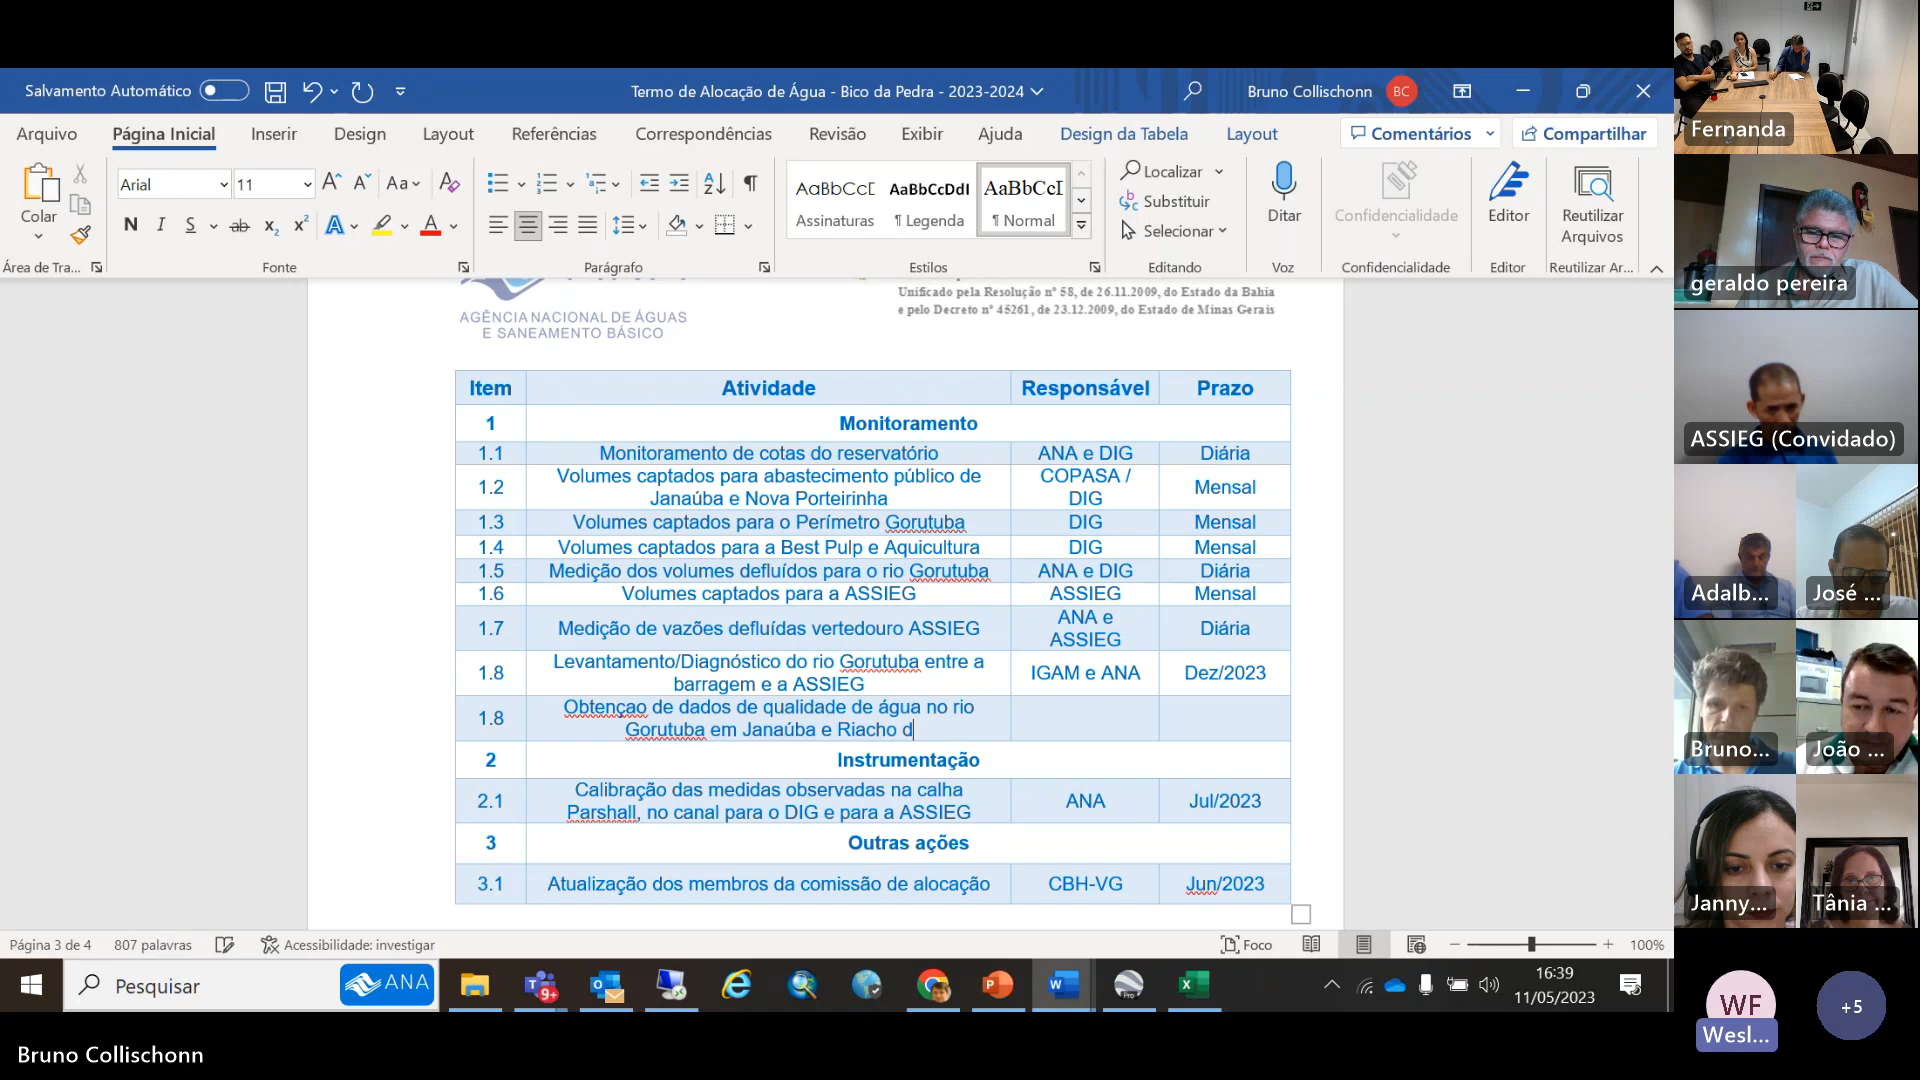 Salvamento Automático
Termo de Alocação de Água - Bico da Pedra - 2023-2024
Bruno Collischonn
BC
Arquivo
Página Inicial
Inserir
Design
Layout
Referências
Correspondências
Revisão
Exibir
Ajuda
Design da Tabela
Layout
Comentários
Compartilhar
Colar
Arial
11
Aa
N I S ab x₂ x² A A
AaBbCcI
Assinaturas
AaBbCcDdI
¶ Legenda
AaBbCcI
¶ Normal
Localizar
Substituir
Selecionar
Ditar
Confidencialidade
Editor
Reutilizar
Arquivos
Área de Tra...
Fonte
Parágrafo
Estilos
Editando
Voz
Confidencialidade
Editor
Reutilizar Ar...
AGÊNCIA NACIONAL DE ÁGUAS
E SANEAMENTO BÁSICO
Unificado pela Resolução nº 58, de 26.11.2009, do Estado da Bahia
e pelo Decreto nº 45261, de 23.12.2009, do Estado de Minas Gerais
Item Atividade Responsável Prazo
1 Monitoramento
1.1 Monitoramento de cotas do reservatório ANA e DIG Diária
1.2 Volumes captados para abastecimento público de Janaúba e Nova Porteirinha COPASA / DIG Mensal
1.3 Volumes captados para o Perímetro Gorutuba DIG Mensal
1.4 Volumes captados para a Best Pulp e Aquicultura DIG Mensal
1.5 Medição dos volumes defluídos para o rio Gorutuba ANA e DIG Diária
1.6 Volumes captados para a ASSIEG ASSIEG Mensal
1.7 Medição de vazões defluídas vertedouro ASSIEG ANA e ASSIEG Diária
1.8 Levantamento/Diagnóstico do rio Gorutuba entre a barragem e a ASSIEG IGAM e ANA Dez/2023
1.8 Obtençao de dados de qualidade de água no rio Gorutuba em Janaúba e Riacho d
2 Instrumentação
2.1 Calibração das medidas observadas na calha Parshall, no canal para o DIG e para a ASSIEG ANA Jul/2023
3 Outras ações
3.1 Atualização dos membros da comissão de alocação CBH-VG Jun/2023
Página 3 de 4
807 palavras
Acessibilidade: investigar
Foco
100%
Pesquisar
ANA
9+
Pro
16:39
11/05/2023
Bruno Collischonn
Fernanda
geraldo pereira
ASSIEG (Convidado)
Adalb...
José ...
Bruno...
João ...
Janny...
Tânia ...
WF
Wesl...
+5